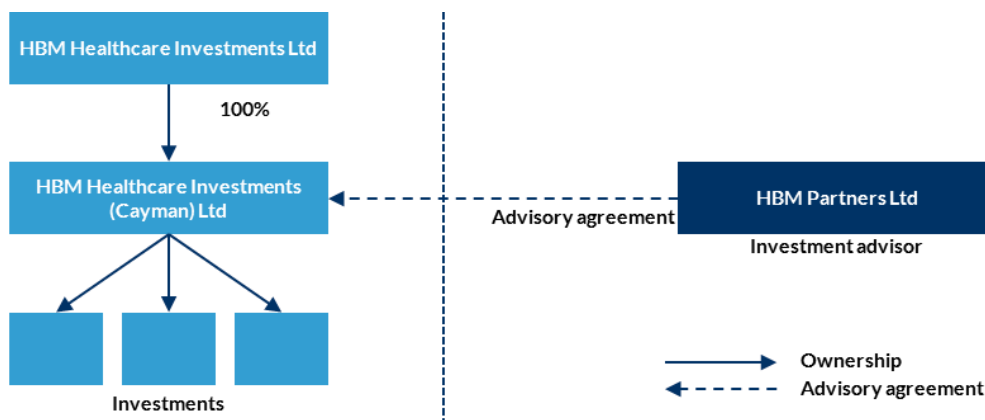 HBM Healthcare Investments Ltd
100%
HBM Healthcare Investments
(Cayman) Ltd
HBM Partners Ltd
Advisory agreement
Investment advisor
Investments
Ownership
Advisory agreement